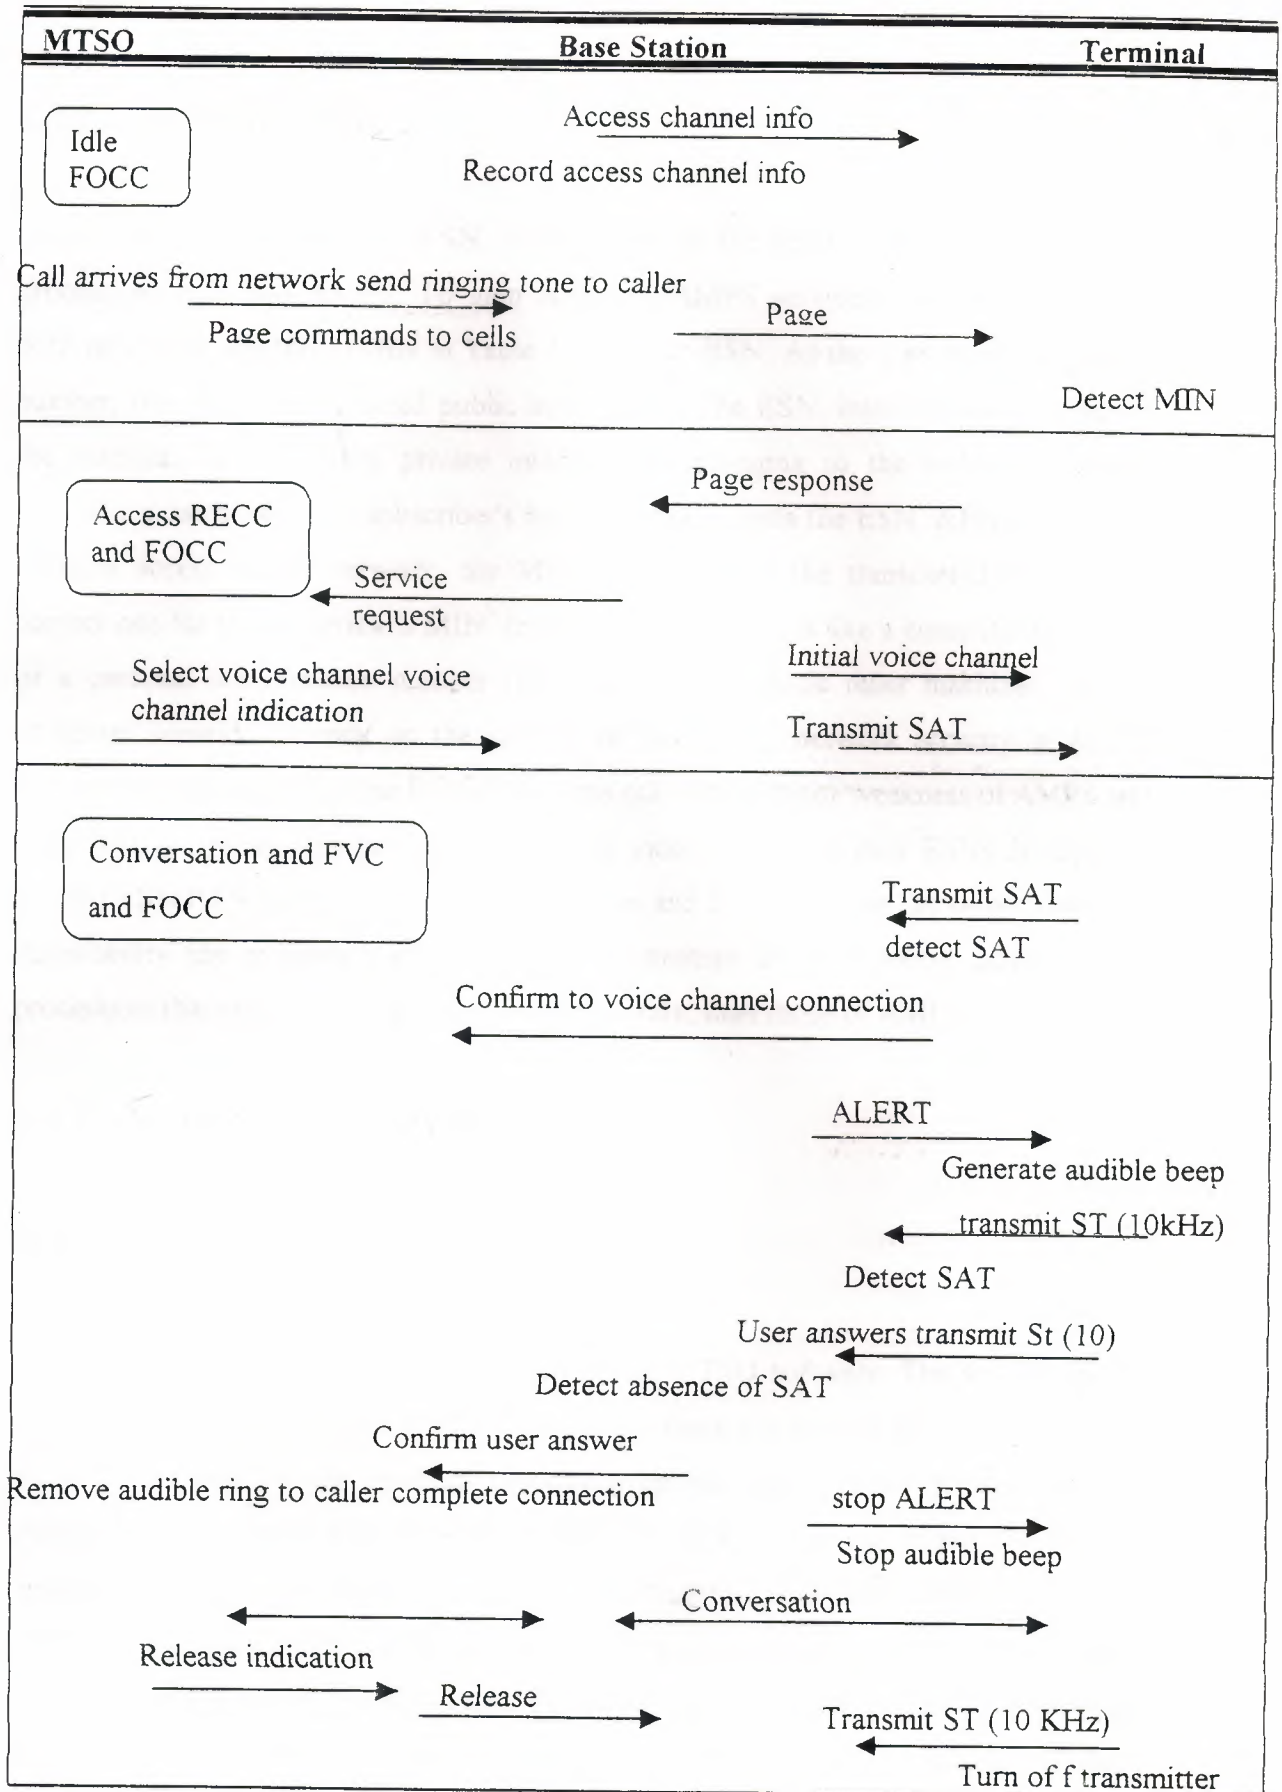 MTSO Base Station Terminal
Idle
FOCC
Access channel info
Record access channel info
Call arrives from network send ringing tone to caller
Page commands to cells
Page
Detect MIN
Page response
Access RECC
and FOCC
Service
request
Select voice channel voice
channel indication
Initial voice channel
Transmit SAT
Conversation and FVC
and FOCC
Transmit SAT
detect SAT
Confirm to voice channel connection
ALERT
Generate audible beep
transmit ST (10kHz)
Detect SAT
User answers transmit St (10)
Detect absence of SAT
Confirm user answer
Remove audible ring to caller complete connection
stop ALERT
Stop audible beep
Conversation
Release indication
Release
Transmit ST (10 KHz)
Turn of f transmitter